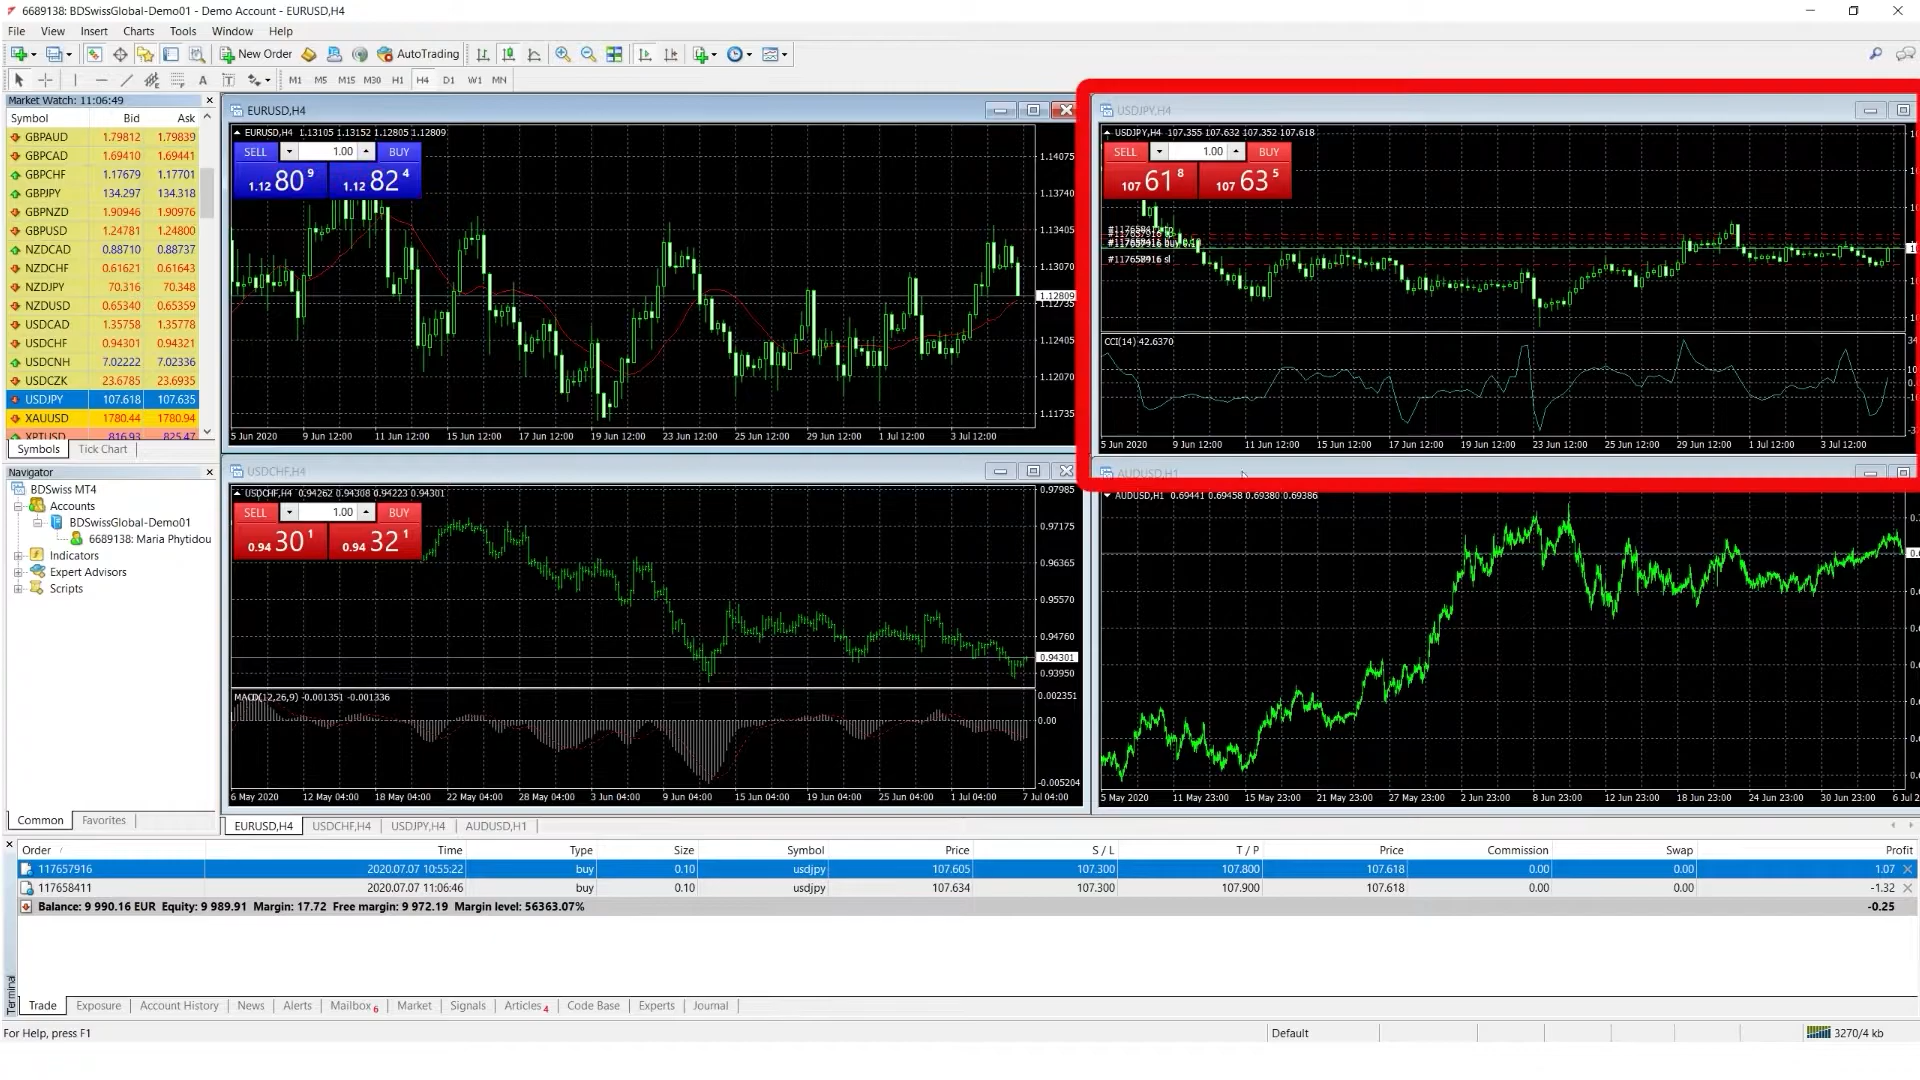 6689138: BDSwissGlobal-Demo01 - Demo Account - EURUSD,H4
File View Insert Charts Tools Window Help
New Order AutoTrading
M1 M5 M15 M30 H1 H4 D1 W1 MN
Market Watch: 11:06:49
Symbol Bid Ask
GBPAUD 1.79812 1.79839
GBPCAD 1.69410 1.69441
GBPCHF 1.17679 1.17701
GBPJPY 134.297 134.318
GBPNZD 1.90946 1.90976
GBPUSD 1.24781 1.24800
NZDCAD 0.88710 0.88737
NZDCHF 0.61621 0.61643
NZDJPY 70.316 70.348
NZDUSD 0.65340 0.65359
USDCAD 1.35758 1.35778
USDCHF 0.94301 0.94321
USDCNH 7.02222 7.02336
USDCZK 23.6785 23.6935
USDJPY 107.618 107.635
XAUUSD 1780.44 1780.94
XPTUSD 816.93 825.47
Symbols Tick Chart
Navigator
BDSwiss MT4
Accounts
BDSwissGlobal-Demo01
6689138: Maria Phytidou
Indicators
Expert Advisors
Scripts
Common Favorites
EURUSD,H4
EURUSD,H4 1.13105 1.13152 1.12805 1.12809
SELL 1.00 BUY
1.12 80 9 1.12 82 4
1.14075
1.13740
1.13405
1.13070
1.12809
1.12735
1.12405
1.12070
1.11735
5 Jun 2020 9 Jun 12:00 11 Jun 12:00 15 Jun 12:00 17 Jun 12:00 19 Jun 12:00 23 Jun 12:00 25 Jun 12:00 29 Jun 12:00 1 Jul 12:00 3 Jul 12:00
USDJPY,H4
USDJPY,H4 107.355 107.632 107.352 107.618
SELL 1.00 BUY
107 61 8 107 63 5
#117658916 sl
CCI(14) 42.6370
5 Jun 2020 9 Jun 12:00 11 Jun 12:00 15 Jun 12:00 17 Jun 12:00 19 Jun 12:00 23 Jun 12:00 25 Jun 12:00 29 Jun 12:00 1 Jul 12:00 3 Jul 12:00
USDCHF,H4
USDCHF,H4 0.94262 0.94308 0.94223 0.94301
SELL 1.00 BUY
0.94 30 1 0.94 32 1
0.97985
0.97175
0.96365
0.95570
0.94760
0.94301
0.93950
MACD(12,26,9) -0.001351 -0.001336
0.002351
0.00
-0.005204
6 May 2020 12 May 04:00 18 May 04:00 22 May 04:00 28 May 04:00 3 Jun 04:00 9 Jun 04:00 15 Jun 04:00 19 Jun 04:00 25 Jun 04:00 1 Jul 04:00 7 Jul 04:00
AUDUSD,H1
AUDUSD,H1 0.69441 0.69458 0.69380 0.69386
5 May 2020 11 May 23:00 15 May 23:00 21 May 23:00 27 May 23:00 2 Jun 23:00 8 Jun 23:00 12 Jun 23:00 18 Jun 23:00 24 Jun 23:00 30 Jun 23:00 6 Jul 2
EURUSD,H4 USDCHF,H4 USDJPY,H4 AUDUSD,H1
Order / Time Type Size Symbol Price S / L T / P Price Commission Swap Profit
117657916 2020.07.07 10:55:22 buy 0.10 usdjpy 107.605 107.300 107.800 107.618 0.00 0.00 1.07
117658411 2020.07.07 11:06:46 buy 0.10 usdjpy 107.634 107.300 107.900 107.618 0.00 0.00 -1.32
Balance: 9 990.16 EUR Equity: 9 989.91 Margin: 17.72 Free margin: 9 972.19 Margin level: 56363.07% -0.25
Terminal
Trade Exposure Account History News Alerts Mailbox 6 Market Signals Articles 4 Code Base Experts Journal
For Help, press F1 Default 3270/4 kb